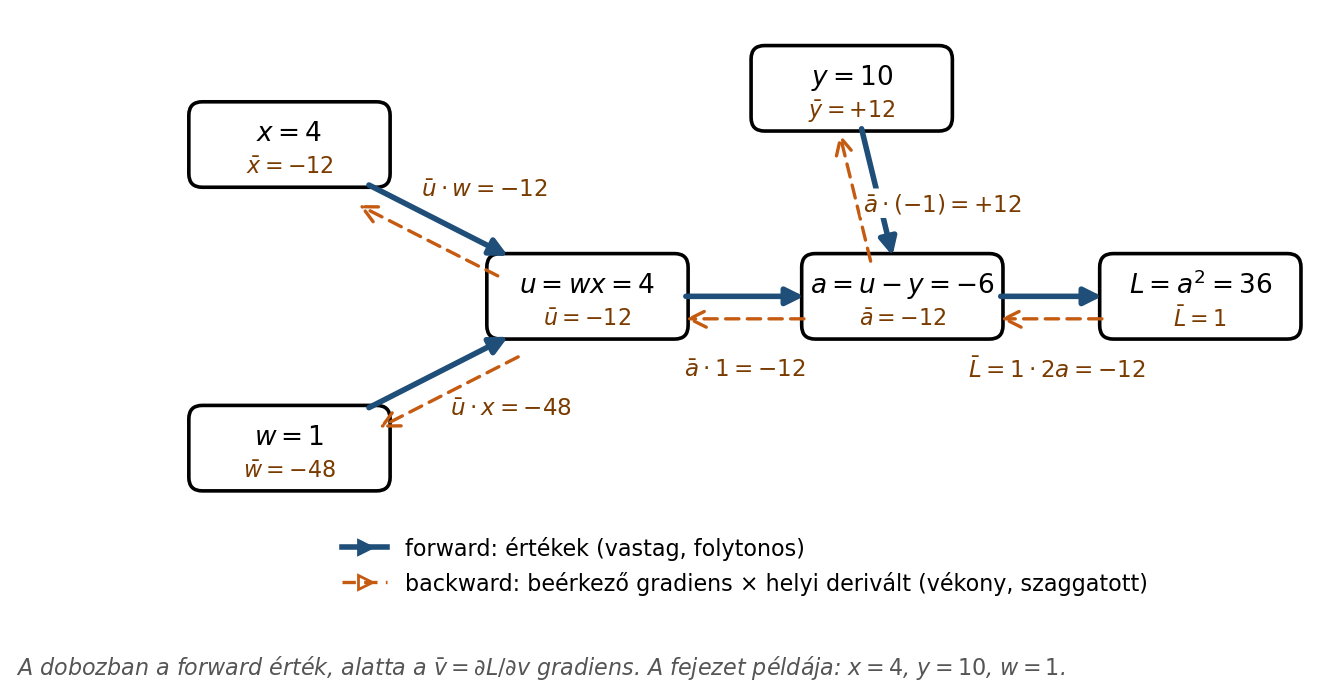 y = 10
ȳ = +12
x = 4
x̄ = −12
ū · w = −12
ā · (−1) = +12
u = wx = 4
ū = −12
a = u − y = −6
ā = −12
L = a² = 36
L̄ = 1
ā · 1 = −12
L̄ = 1 · 2a = −12
ū · x = −48
w = 1
w̄ = −48
forward: értékek (vastag, folytonos)
backward: beérkező gradiens × helyi derivált (vékony, szaggatott)
A dobozban a forward érték, alatta a v̄ = ∂L/∂v gradiens. A fejezet példája: x = 4, y = 10, w = 1.